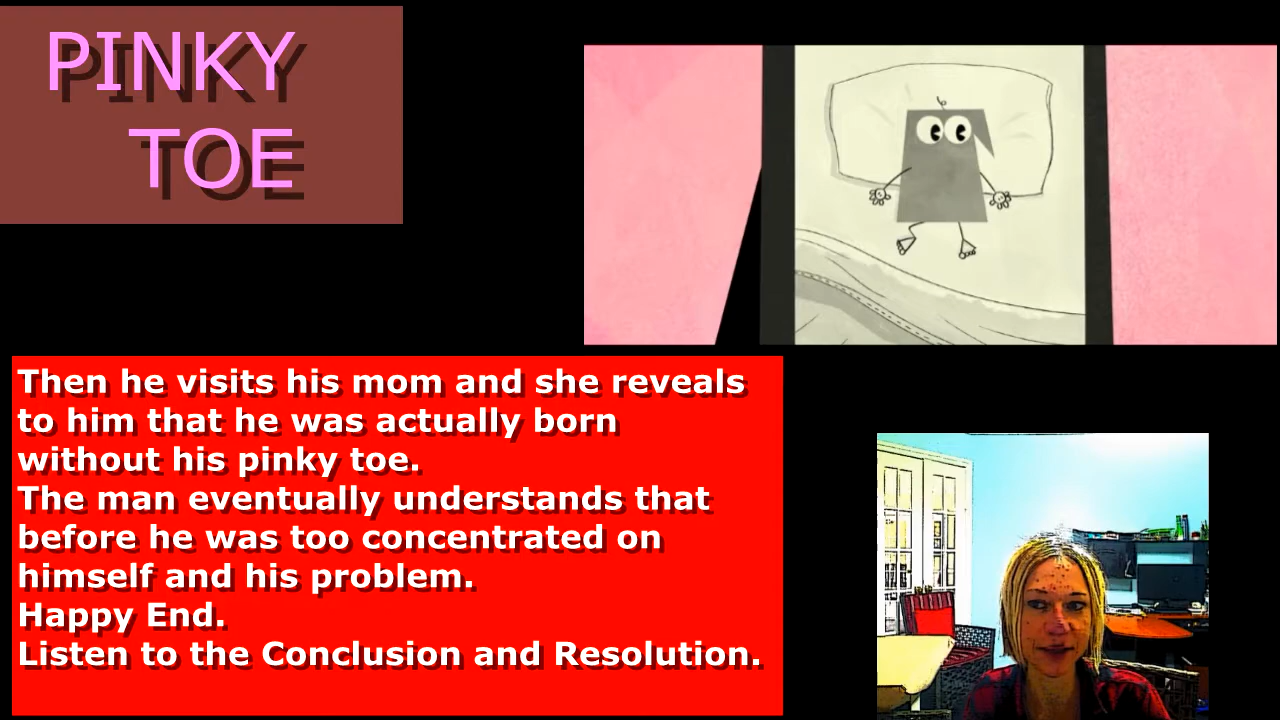 PINKY
TOE
Then he visits his mom and she reveals
to him that he was actually born
without his pinky toe.
The man eventually understands that
before he was too concentrated on
himself and his problem.
Happy End.
Listen to the Conclusion and Resolution.